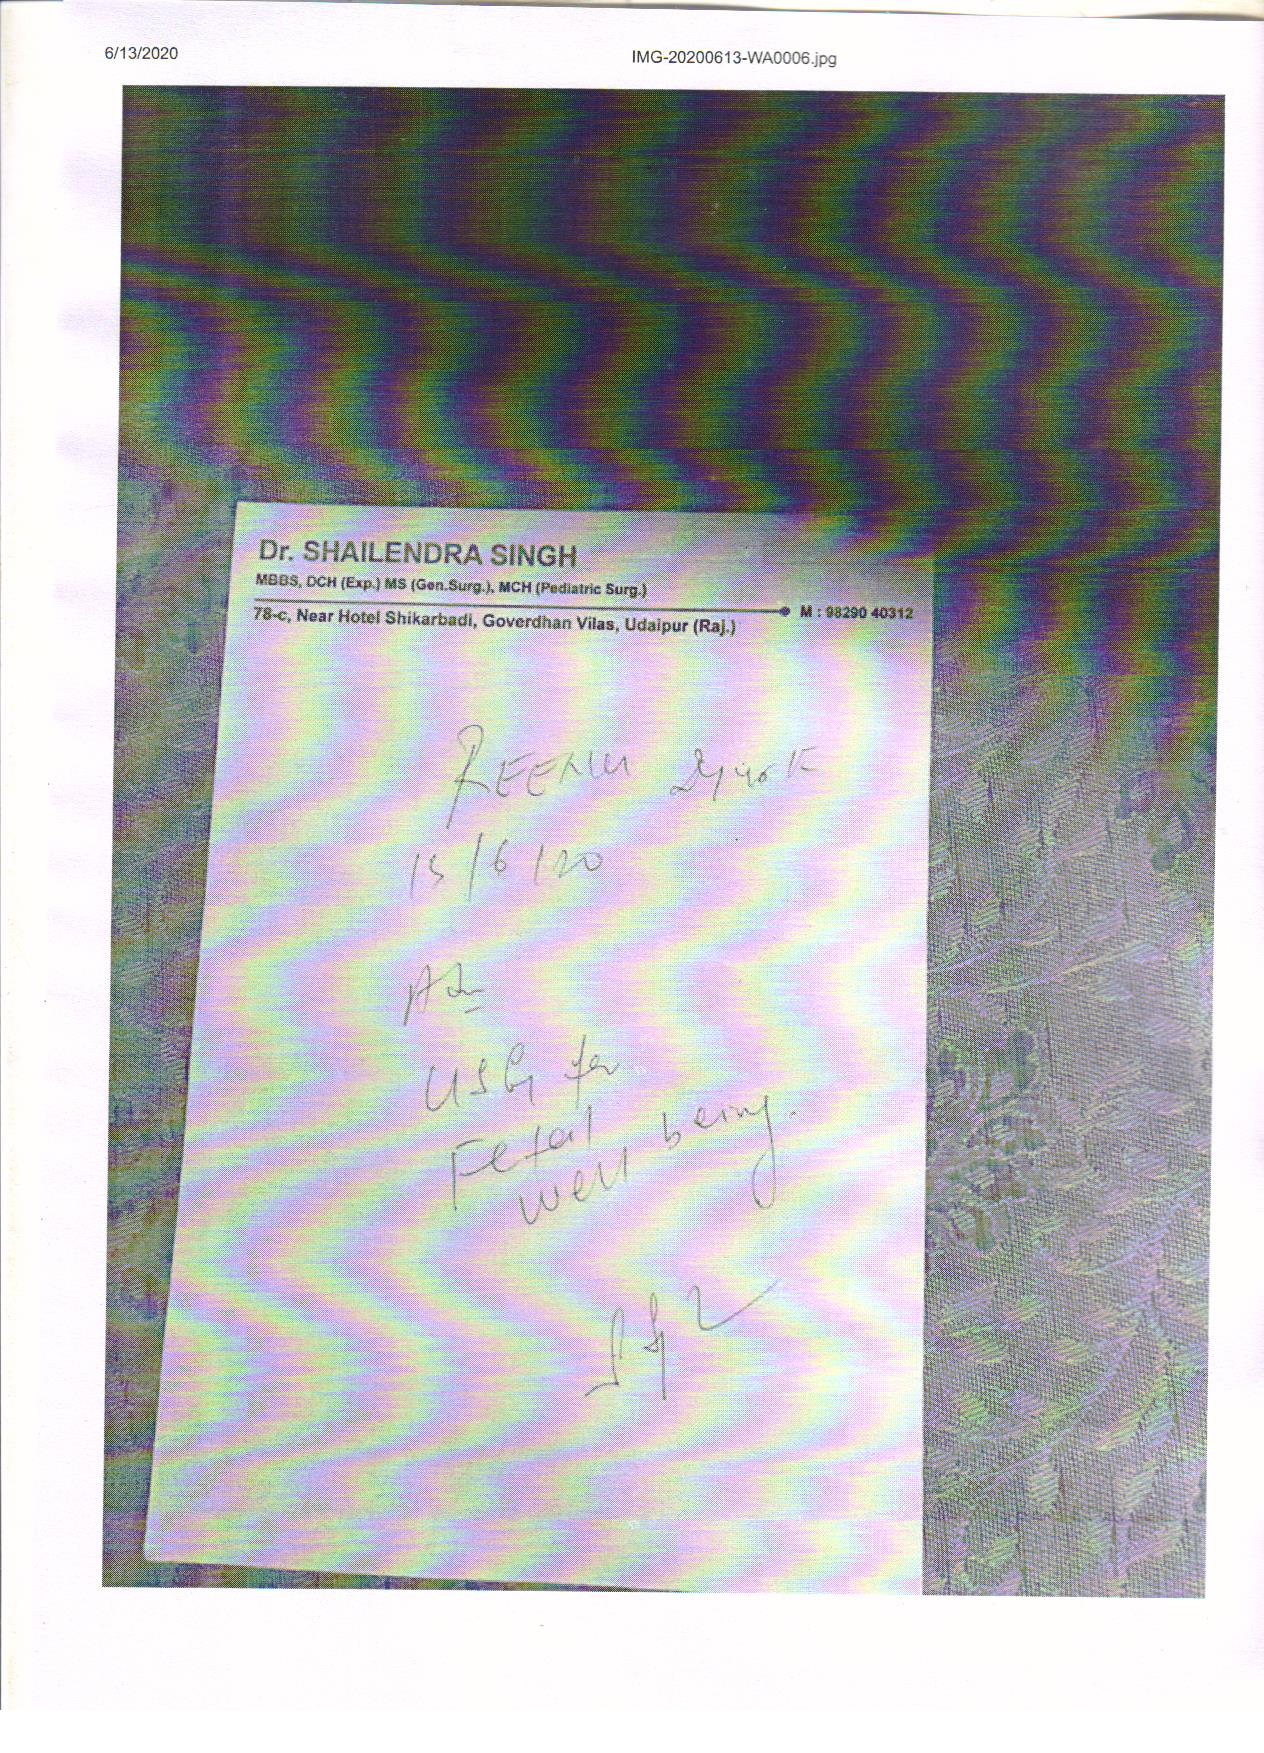 6/13/2020 IMG-20200613-WA0006.jpg
Dr. SHAILENDRA SINGH
MBBS, DCH (Exp.) MS (Gen.Surg.), MCH (Pediatric Surg.)
M : 98290 40312
78-c, Near Hotel Shikarbadi, Goverdhan Vilas, Udaipur (Raj.)
REENU
13/6/20
Adv
USG for
Fetal
well being.